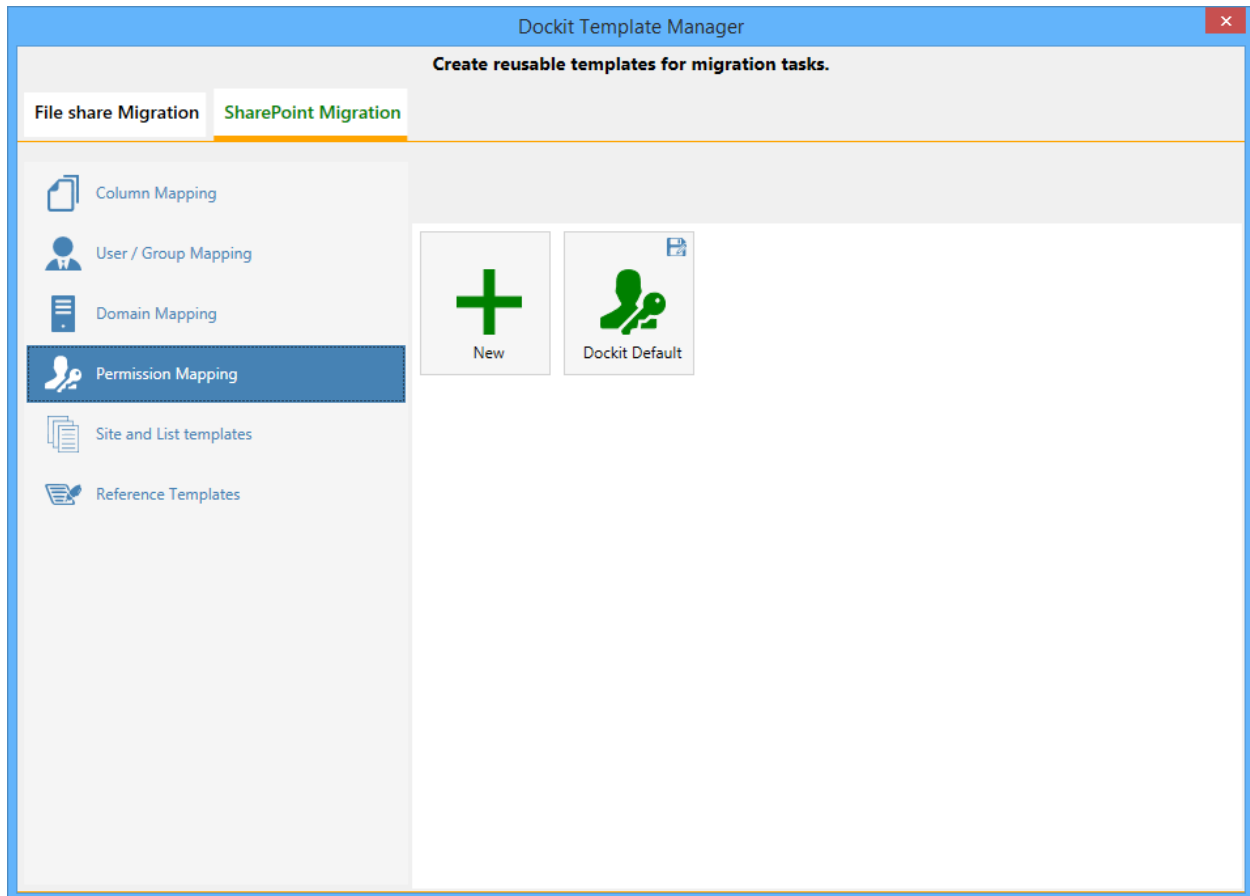 Dockit Template Manager
Create reusable templates for migration tasks.
File share Migration
SharePoint Migration
Column Mapping
User / Group Mapping
Domain Mapping
Permission Mapping
Site and List templates
Reference Templates
New
Dockit Default